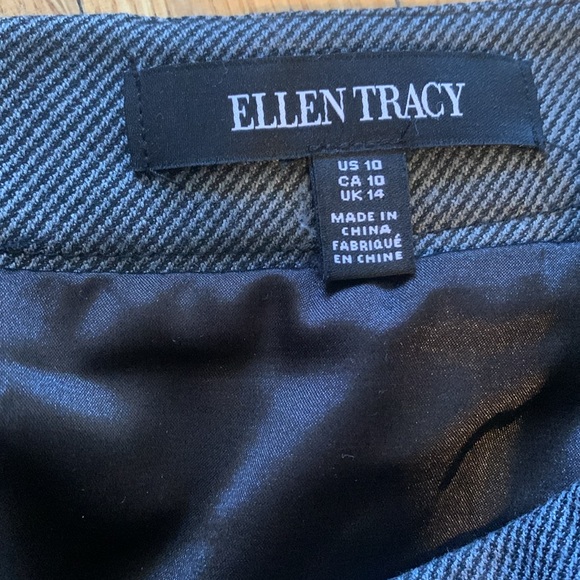 ELLEN TRACY
US 10
CA 10
UK 14
MADE IN
CHINA
FABRIQUÉ
EN CHINE